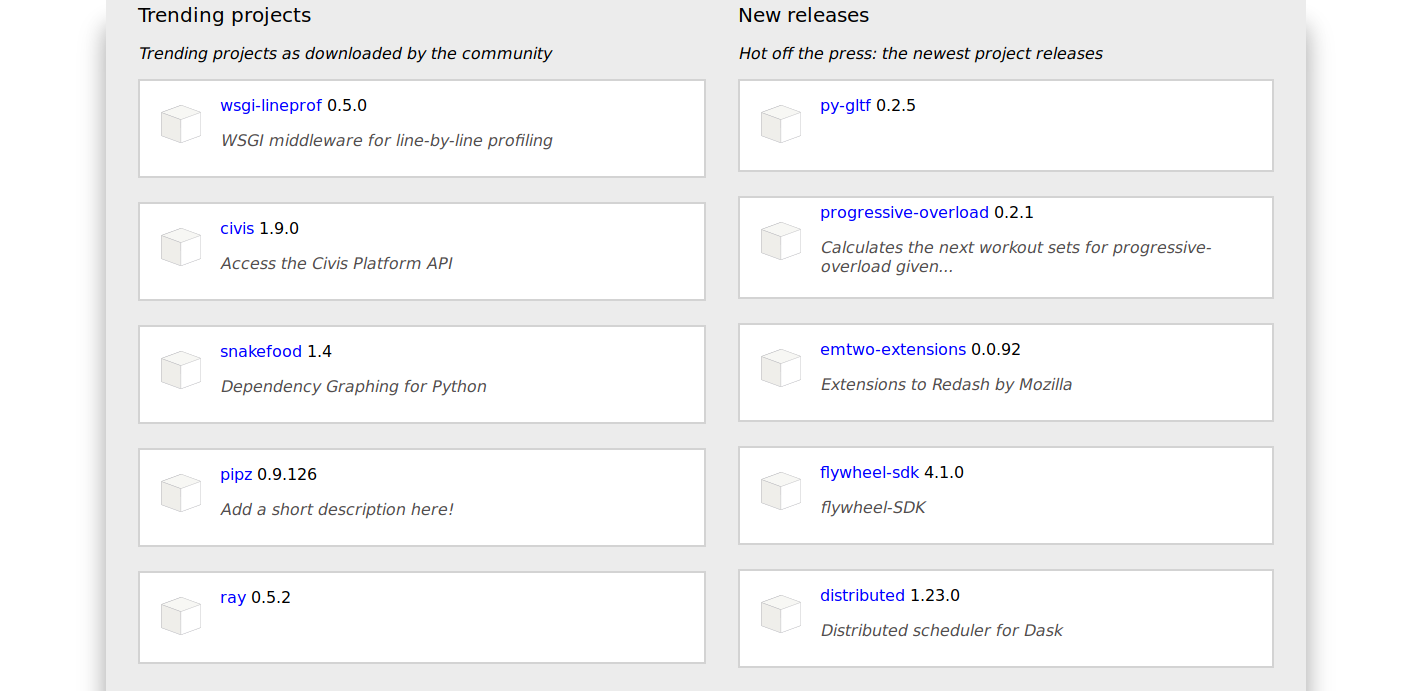 Trending projects
Trending projects as downloaded by the community
wsgi-lineprof 0.5.0
WSGI middleware for line-by-line profiling
civis 1.9.0
Access the Civis Platform API
snakefood 1.4
Dependency Graphing for Python
pipz 0.9.126
Add a short description here!
ray 0.5.2
New releases
Hot off the press: the newest project releases
py-gltf 0.2.5
progressive-overload 0.2.1
Calculates the next workout sets for progressive-
overload given...
emtwo-extensions 0.0.92
Extensions to Redash by Mozilla
flywheel-sdk 4.1.0
flywheel-SDK
distributed 1.23.0
Distributed scheduler for Dask